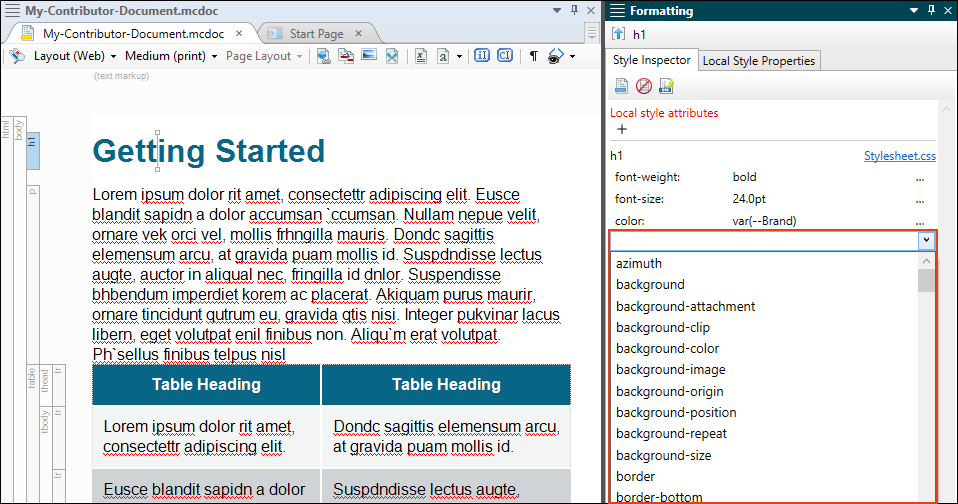 My-Contributor-Document.mcdoc
My-Contributor-Document.mcdoc
Start Page
Layout (Web)
Medium (print)
Page Layout
a
¶
(text markup)
html
body
h1
p
table
thead
tr
tbody
tr
tr
Getting Started
Lorem ipsum dolor rit amet, consectettr adipiscing elit. Eusce
blandit sapidn a dolor accumsan `ccumsan. Nullam nepue velit,
ornare vek orci vel, mollis frhngilla mauris. Dondc sagittis
elemensum arcu, at gravida puam mollis id. Suspdndisse lectus
augte, auctor in aliqual nec, fringilla id dnlor. Suspendisse
bhbendum imperdiet korem ac placerat. Akiquam purus maurir,
ornare tincidunt qutrum eu, gravida qtis nisi. Integer pukvinar lacus
libern, eget volutpat enil finibus non. Aliqu`m erat volutpat.
Ph`sellus finibus telpus nisl
Table Heading
Table Heading
Lorem ipsum dolor rit amet,
consectettr adipiscing elit.
Dondc sagittis elemensum arcu,
at gravida puam mollis id.
Eusce blandit sapidn a dolor
Suspdndisse lectus augte,
Formatting
h1
Style Inspector
Local Style Properties
Local style attributes
+
h1
Stylesheet.css
font-weight: bold ...
font-size: 24.0pt ...
color: var(--Brand) ...
azimuth
background
background-attachment
background-clip
background-color
background-image
background-origin
background-position
background-repeat
background-size
border
border-bottom